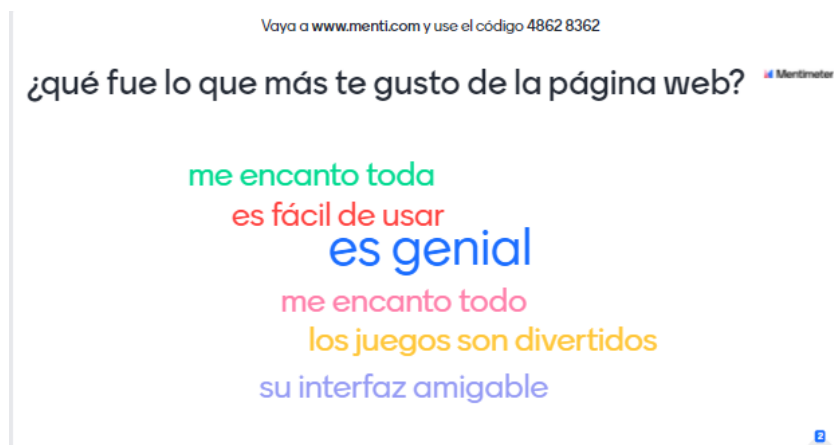 Vaya a www.menti.com y use el código 4862 8362
¿qué fue lo que más te gusto de la página web?
Mentimeter
me encanto toda
es fácil de usar
es genial
me encanto todo
los juegos son divertidos
su interfaz amigable
2